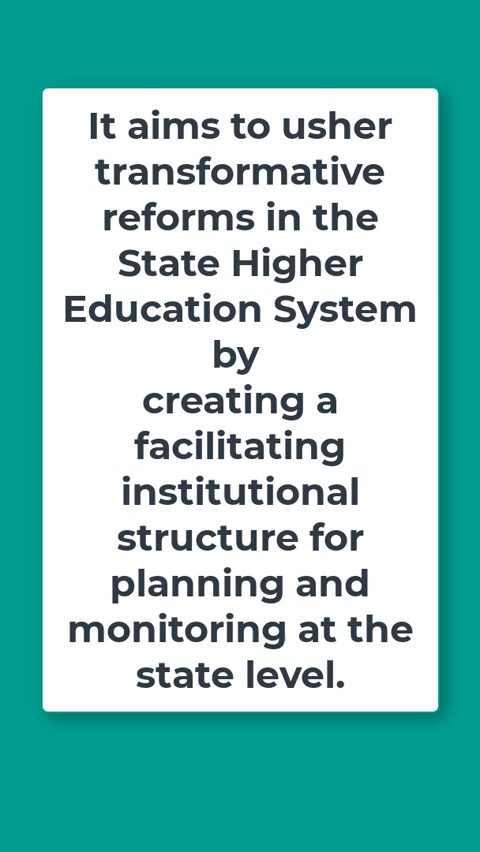 It aims to usher
transformative
reforms in the
State Higher
Education System
by
creating a
facilitating
institutional
structure for
planning and
monitoring at the
state level.